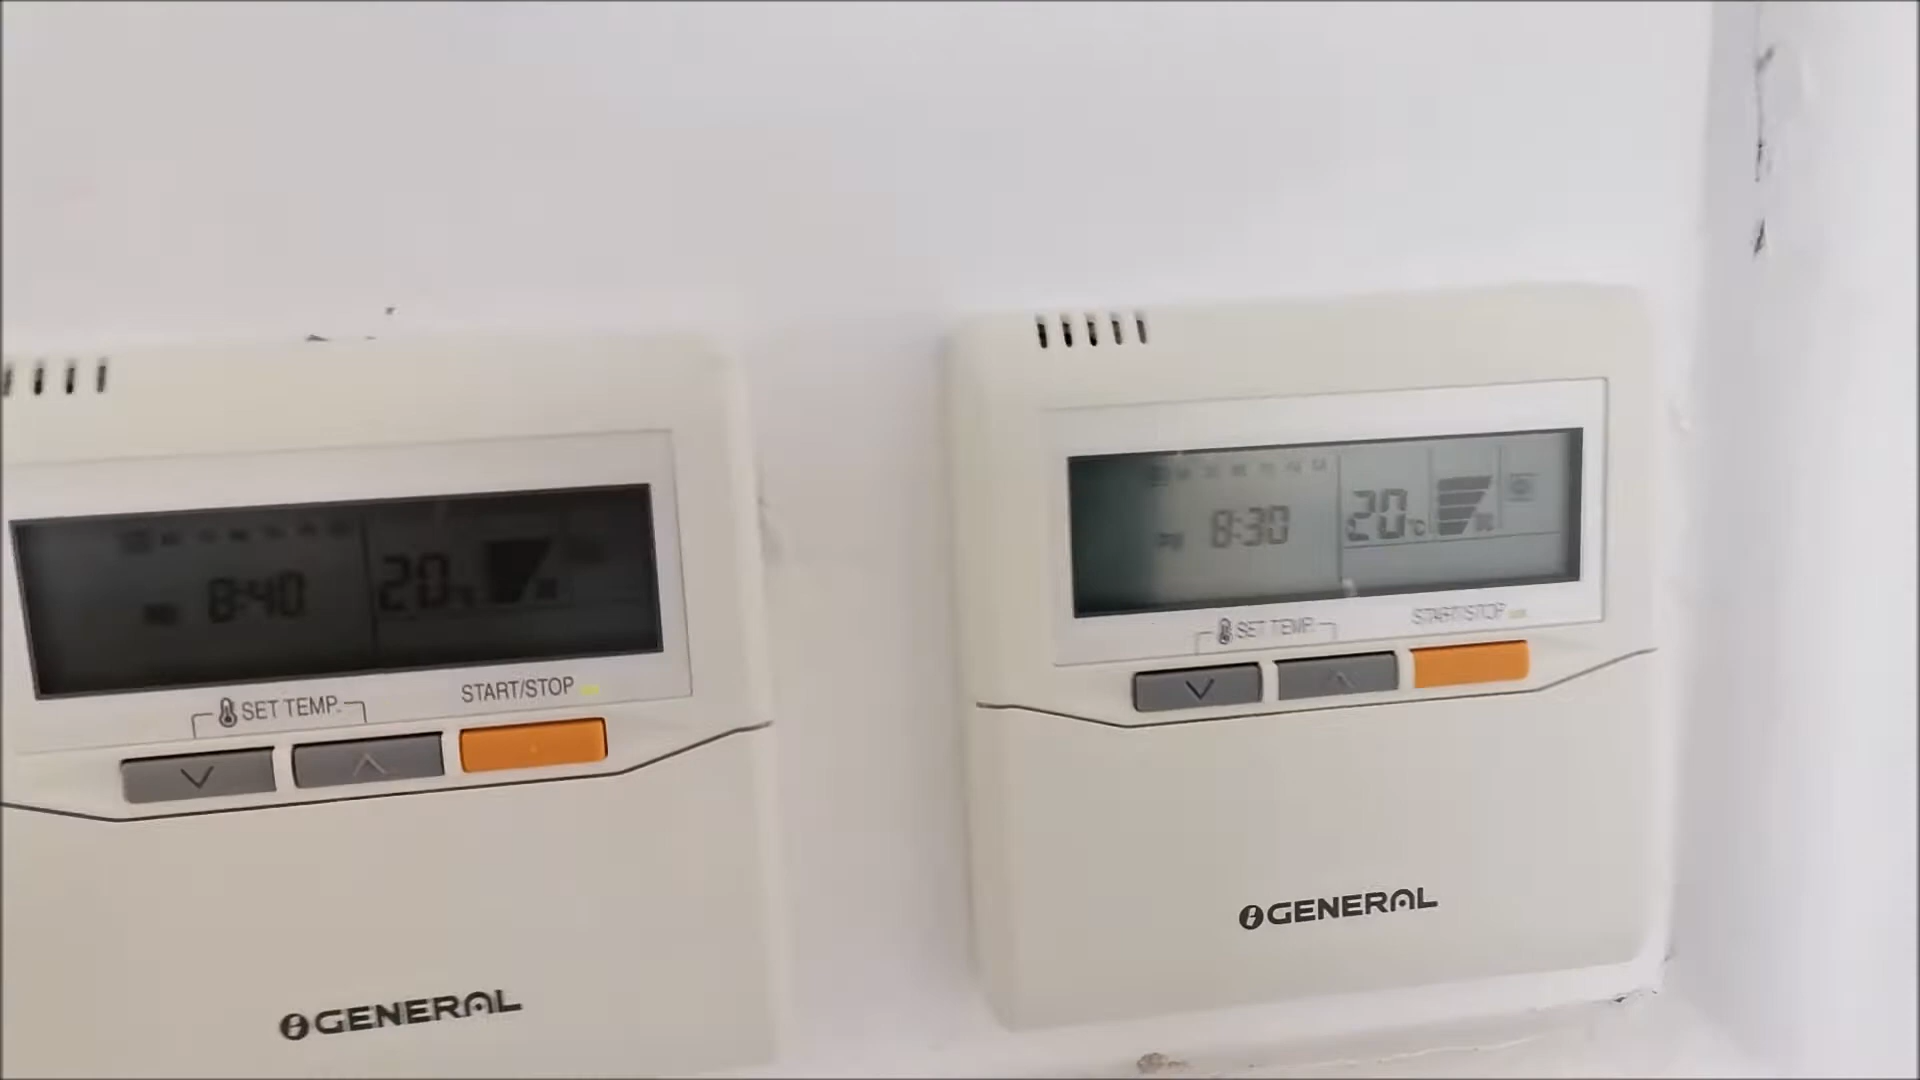 8:40 20
SET TEMP. START/STOP
GENERAL
8:30 20°C
SET TEMP. START/STOP
GENERAL